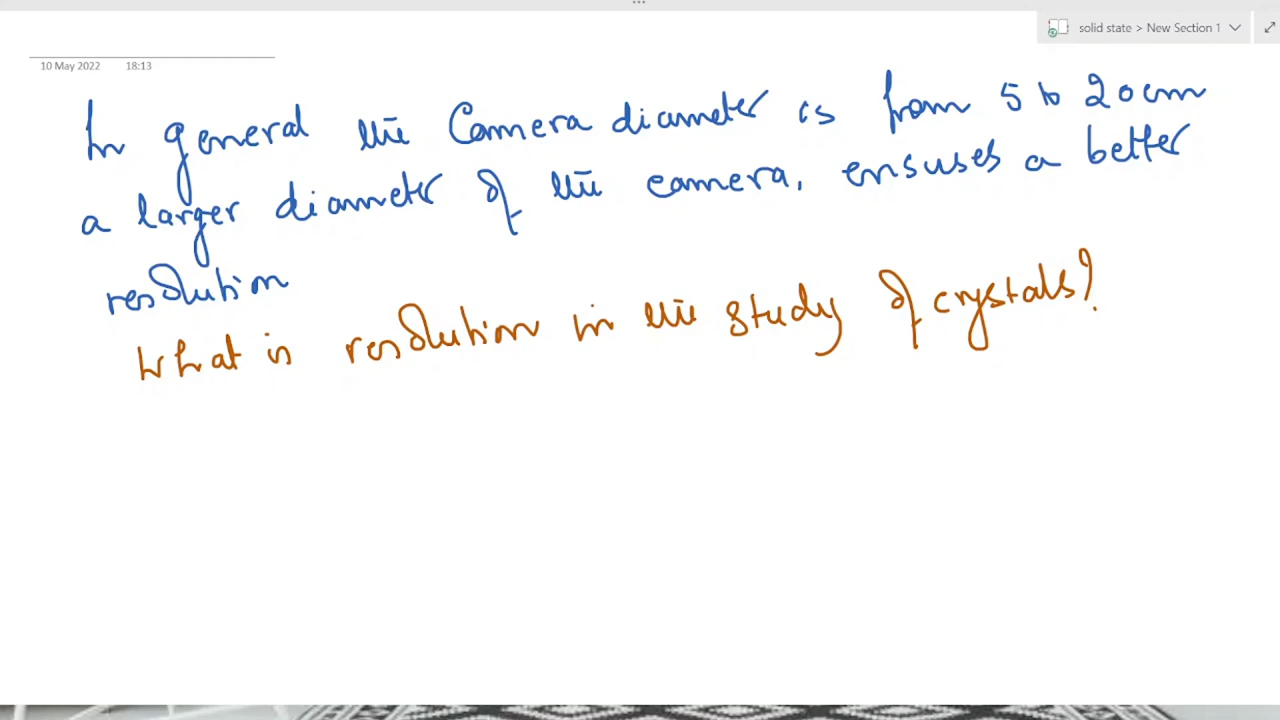 solid state > New Section 1
10 May 2022 18:13
In general the Camera diameter is from 5 to 20cm
a larger diameter of the camera, ensuses a better
resolution
What is resolution in the study of crystals?